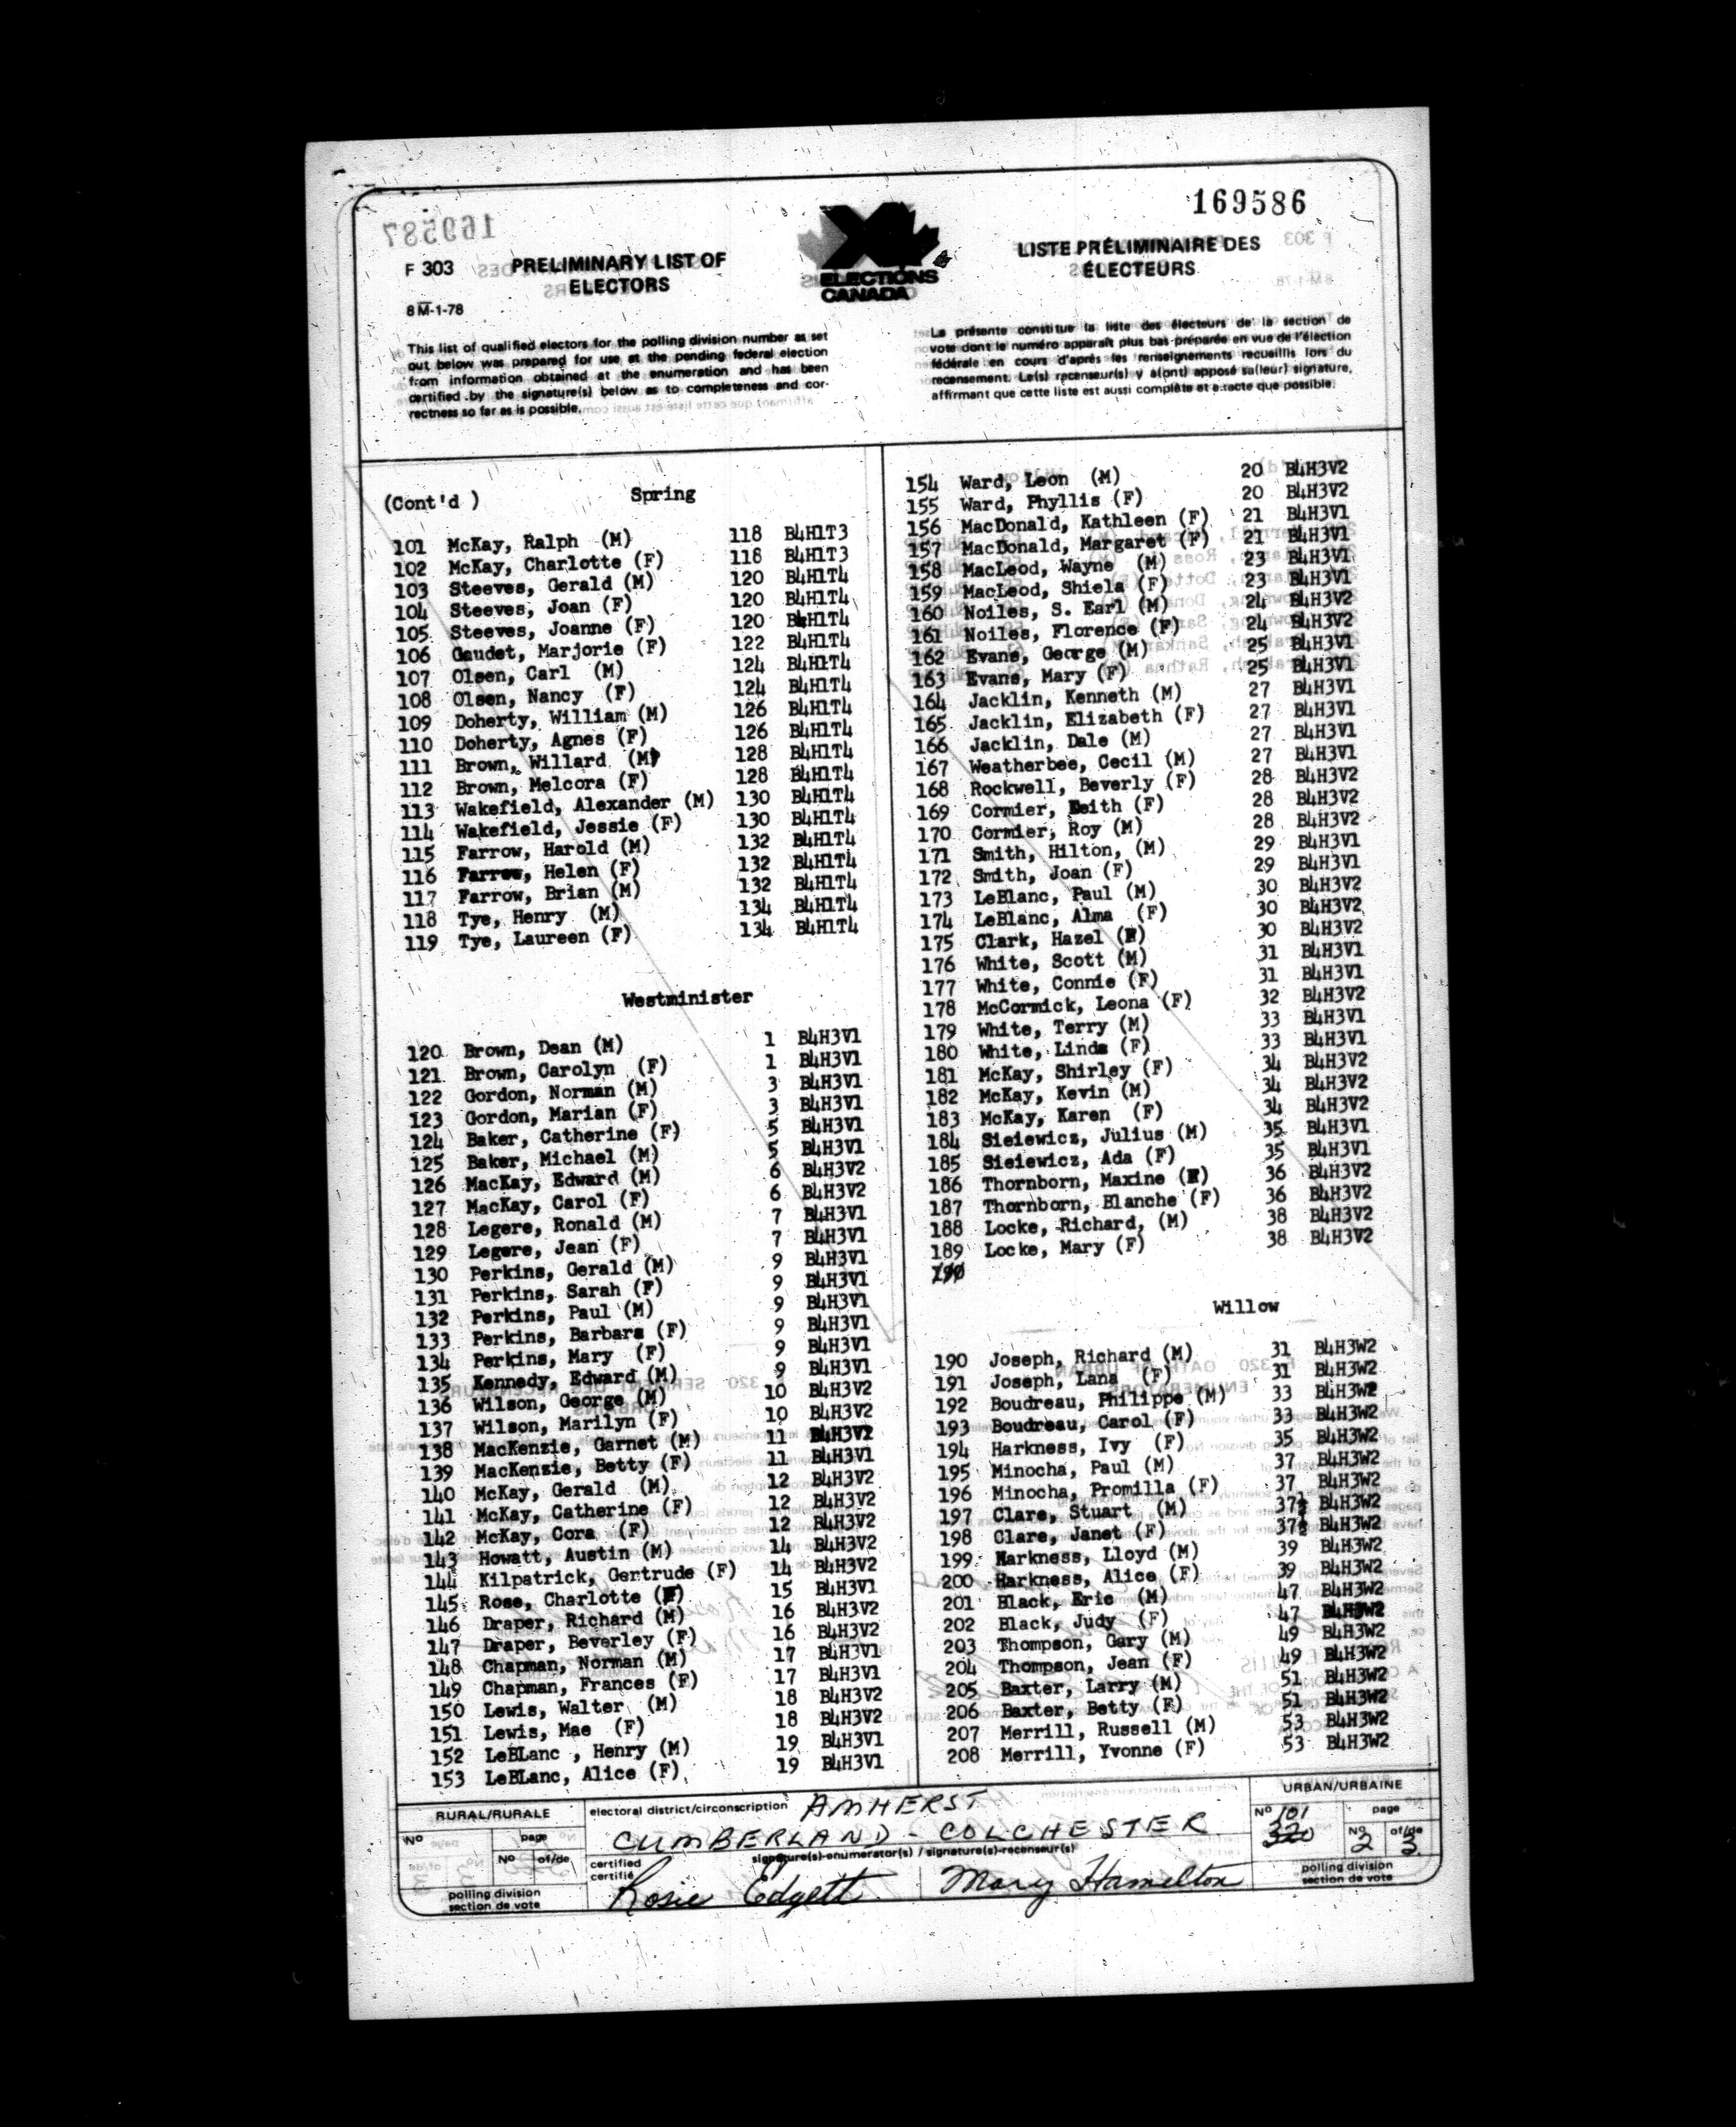 169586
F 303
PRELIMINARY LIST OF
ELECTORS
8 M-1-78
ELECTIONS
CANADA
LISTE PRÉLIMINAIRE DES
ÉLECTEURS
This list of qualified electors for the polling division number as set
out below was prepared for use at the pending federal election
from information obtained at the enumeration and has been
certified by the signature(s) below as to completeness and cor-
rectness so far as is possible.
La présente constitue la liste des électeurs de la section de
vote dont le numéro apparaît plus bas préparée en vue de l'élection
fédérale en cours d'après les renseignements recueillis lors du
recensement. Le(s) recenseur(s) y a(ont) apposé sa(leur) signature,
affirmant que cette liste est aussi complète et exacte que possible.
(Cont'd ) Spring
101 McKay, Ralph (M) 118 B4H1T3
102 McKay, Charlotte (F) 118 B4H1T3
103 Steeves, Gerald (M) 120 B4H1T4
104 Steeves, Joan (F) 120 B4H1T4
105 Steeves, Joanne (F) 120 B4H1T4
106 Gaudet, Marjorie (F) 122 B4H1T4
107 Olsen, Carl (M) 124 B4H1T4
108 Olsen, Nancy (F) 124 B4H1T4
109 Doherty, William (M) 126 B4H1T4
110 Doherty, Agnes (F) 126 B4H1T4
111 Brown, Willard (M) 128 B4H1T4
112 Brown, Melcora (F) 128 B4H1T4
113 Wakefield, Alexander (M) 130 B4H1T4
114 Wakefield, Jessie (F) 130 B4H1T4
115 Farrow, Harold (M) 132 B4H1T4
116 Farrow, Helen (F) 132 B4H1T4
117 Farrow, Brian (M) 132 B4H1T4
118 Tye, Henry (M) 134 B4H1T4
119 Tye, Laureen (F) 134 B4H1T4
Westminister
120 Brown, Dean (M) 1 B4H3V1
121 Brown, Carolyn (F) 1 B4H3V1
122 Gordon, Norman (M) 3 B4H3V1
123 Gordon, Marian (F) 3 B4H3V1
124 Baker, Catherine (F) 5 B4H3V1
125 Baker, Michael (M) 5 B4H3V1
126 MacKay, Edward (M) 6 B4H3V2
127 MacKay, Carol (F) 6 B4H3V2
128 Legere, Ronald (M) 7 B4H3V1
129 Legere, Jean (F) 7 B4H3V1
130 Perkins, Gerald (M) 9 B4H3V1
131 Perkins, Sarah (F) 9 B4H3V1
132 Perkins, Paul (M) 9 B4H3V1
133 Perkins, Barbara (F) 9 B4H3V1
134 Perkins, Mary (F) 9 B4H3V1
135 Kennedy, Edward (M) 9 B4H3V1
136 Wilson, George (M) 10 B4H3V2
137 Wilson, Marilyn (F) 10 B4H3V2
138 MacKenzie, Garnet (M) 11 B4H3V1
139 MacKenzie, Betty (F) 11 B4H3V1
140 McKay, Gerald (M) 12 B4H3V2
141 McKay, Catherine (F) 12 B4H3V2
142 McKay, Cora (F) 12 B4H3V2
143 Howatt, Austin (M) 14 B4H3V2
144 Kilpatrick, Gertrude (F) 14 B4H3V2
145 Rose, Charlotte (F) 15 B4H3V1
146 Draper, Richard (M) 16 B4H3V2
147 Draper, Beverley (F) 16 B4H3V2
148 Chapman, Norman (M) 17 B4H3V1
149 Chapman, Frances (F) 17 B4H3V1
150 Lewis, Walter (M) 18 B4H3V2
151 Lewis, Mae (F) 18 B4H3V2
152 LeBLanc , Henry (M) 19 B4H3V1
153 LeBLanc, Alice (F) 19 B4H3V1
154 Ward, Leon (M) 20 B4H3V2
155 Ward, Phyllis (F) 20 B4H3V2
156 MacDonald, Kathleen (F) 21 B4H3V1
157 MacDonald, Margaret (F) 21 B4H3V1
158 MacLeod, Wayne (M) 23 B4H3V1
159 MacLeod, Shiela (F) 23 B4H3V1
160 Noiles, S. Earl (M) 24 B4H3V2
161 Noiles, Florence (F) 24 B4H3V2
162 Evans, George (M) 25 B4H3V1
163 Evans, Mary (F) 25 B4H3V1
164 Jacklin, Kenneth (M) 27 B4H3V1
165 Jacklin, Elizabeth (F) 27 B4H3V1
166 Jacklin, Dale (M) 27 B4H3V1
167 Weatherbee, Cecil (M) 27 B4H3V1
168 Rockwell, Beverly (F) 28 B4H3V2
169 Cormier, Edith (F) 28 B4H3V2
170 Cormier, Roy (M) 28 B4H3V2
171 Smith, Hilton, (M) 29 B4H3V1
172 Smith, Joan (F) 29 B4H3V1
173 LeBlanc, Paul (M) 30 B4H3V2
174 LeBlanc, Alma (F) 30 B4H3V2
175 Clark, Hazel (F) 30 B4H3V2
176 White, Scott (M) 31 B4H3V1
177 White, Connie (F) 31 B4H3V1
178 McCormick, Leona (F) 32 B4H3V2
179 White, Terry (M) 33 B4H3V1
180 White, Linda (F) 33 B4H3V1
181 McKay, Shirley (F) 34 B4H3V2
182 McKay, Kevin (M) 34 B4H3V2
183 McKay, Karen (F) 34 B4H3V2
184 Sieiewicz, Julius (M) 35 B4H3V1
185 Sieiewicz, Ada (F) 35 B4H3V1
186 Thornborn, Maxine (F) 36 B4H3V2
187 Thornborn, Blanche (F) 36 B4H3V2
188 Locke, Richard, (M) 38 B4H3V2
189 Locke, Mary (F) 38 B4H3V2
190
Willow
190 Joseph, Richard (M) 31 B4H3W2
191 Joseph, Lana (F) 31 B4H3W2
192 Boudreau, Philippe (M) 33 B4H3W2
193 Boudreau, Carol (F) 33 B4H3W2
194 Harkness, Ivy (F) 35 B4H3W2
195 Minocha, Paul (M) 37 B4H3W2
196 Minocha, Promilla (F) 37 B4H3W2
197 Clare, Stuart (M) 37½ B4H3W2
198 Clare, Janet (F) 37½ B4H3W2
199 Harkness, Lloyd (M) 39 B4H3W2
200 Harkness, Alice (F) 39 B4H3W2
201 Black, Eric (M) 47 B4H3W2
202 Black, Judy (F) 47 B4H3W2
203 Thompson, Gary (M) 49 B4H3W2
204 Thompson, Jean (F) 49 B4H3W2
205 Baxter, Larry (M) 51 B4H3W2
206 Baxter, Betty (F) 51 B4H3W2
207 Merrill, Russell (M) 53 B4H3W2
208 Merrill, Yvonne (F) 53 B4H3W2
RURAL/RURALE
No page
No of/de
polling division
section de vote
electoral district/circonscription AMHERST
CUMBERLAND - COLCHESTER
signature(s)-enumerator(s) / signature(s)-recenseur(s)
certified
certifié
Rosie Edgett
Mary Hamilton
URBAN/URBAINE
No 101 page
320 No 2 of/de 3
polling division
section de vote